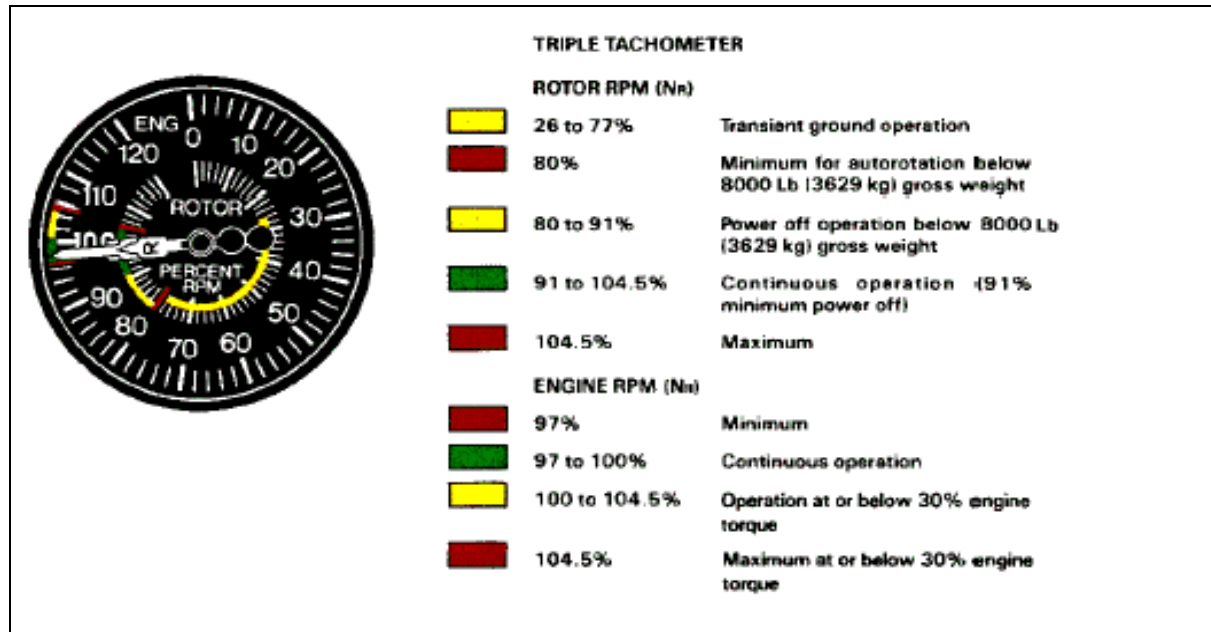 TRIPLE TACHOMETER
ROTOR RPM (NR)
26 to 77% Transient ground operation
80% Minimum for autorotation below
8000 Lb (3629 kg) gross weight
80 to 91% Power off operation below 8000 Lb
(3629 kg) gross weight
91 to 104.5% Continuous operation (91%
minimum power off)
104.5% Maximum
ENGINE RPM (NII)
97% Minimum
97 to 100% Continuous operation
100 to 104.5% Operation at or below 30% engine
torque
104.5% Maximum at or below 30% engine
torque
ENG
0
10
20
30
40
50
60
70
80
90
100
110
120
ROTOR
R
PERCENT
RPM